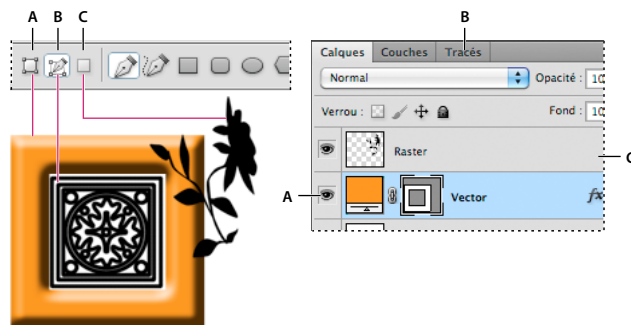 A B C
B
Calques Couches Tracés
Normal Opacité : 10
Verrou : Fond : 10
Raster
C
A
Vector fx